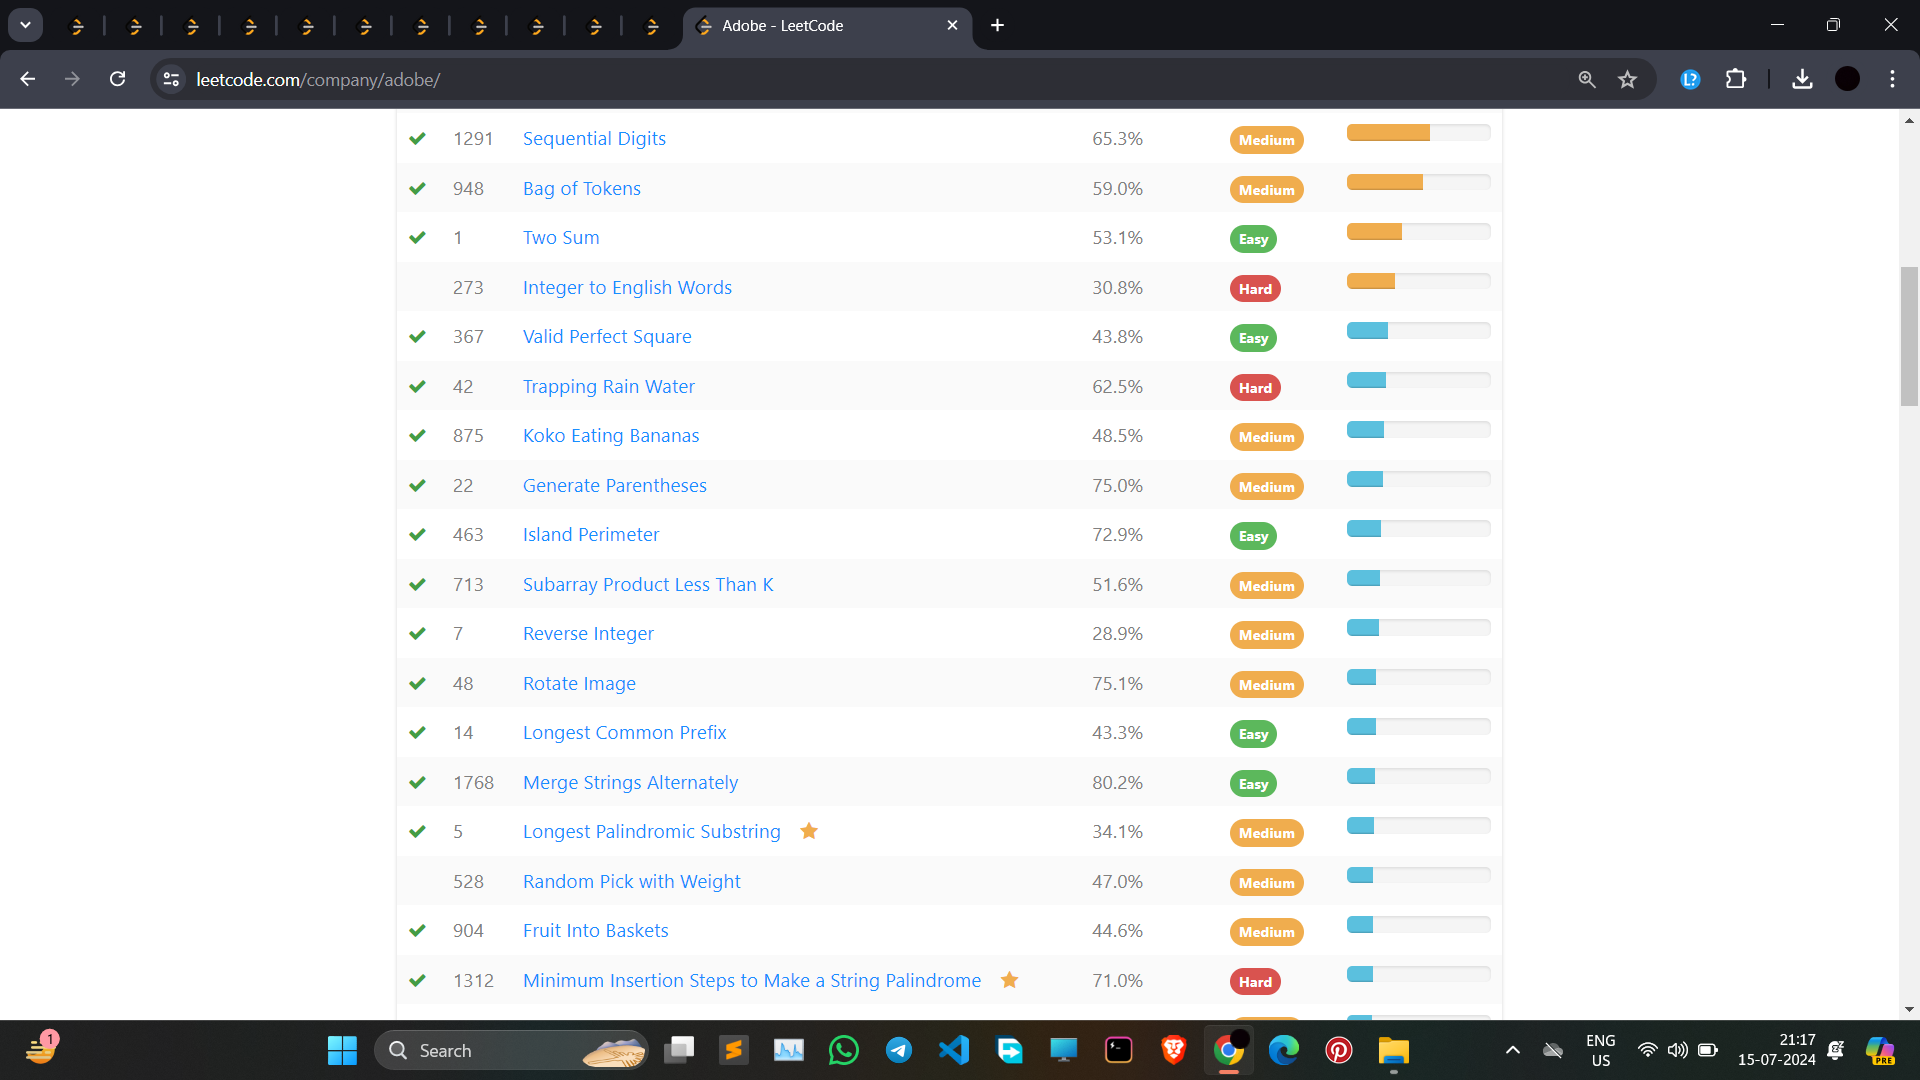 Adobe - LeetCode
leetcode.com/company/adobe/
1291 Sequential Digits 65.3% Medium
948 Bag of Tokens 59.0% Medium
1 Two Sum 53.1% Easy
273 Integer to English Words 30.8% Hard
367 Valid Perfect Square 43.8% Easy
42 Trapping Rain Water 62.5% Hard
875 Koko Eating Bananas 48.5% Medium
22 Generate Parentheses 75.0% Medium
463 Island Perimeter 72.9% Easy
713 Subarray Product Less Than K 51.6% Medium
7 Reverse Integer 28.9% Medium
48 Rotate Image 75.1% Medium
14 Longest Common Prefix 43.3% Easy
1768 Merge Strings Alternately 80.2% Easy
5 Longest Palindromic Substring 34.1% Medium
528 Random Pick with Weight 47.0% Medium
904 Fruit Into Baskets 44.6% Medium
1312 Minimum Insertion Steps to Make a String Palindrome 71.0% Hard
1
Search
ENG
US
21:17
15-07-2024
PRE